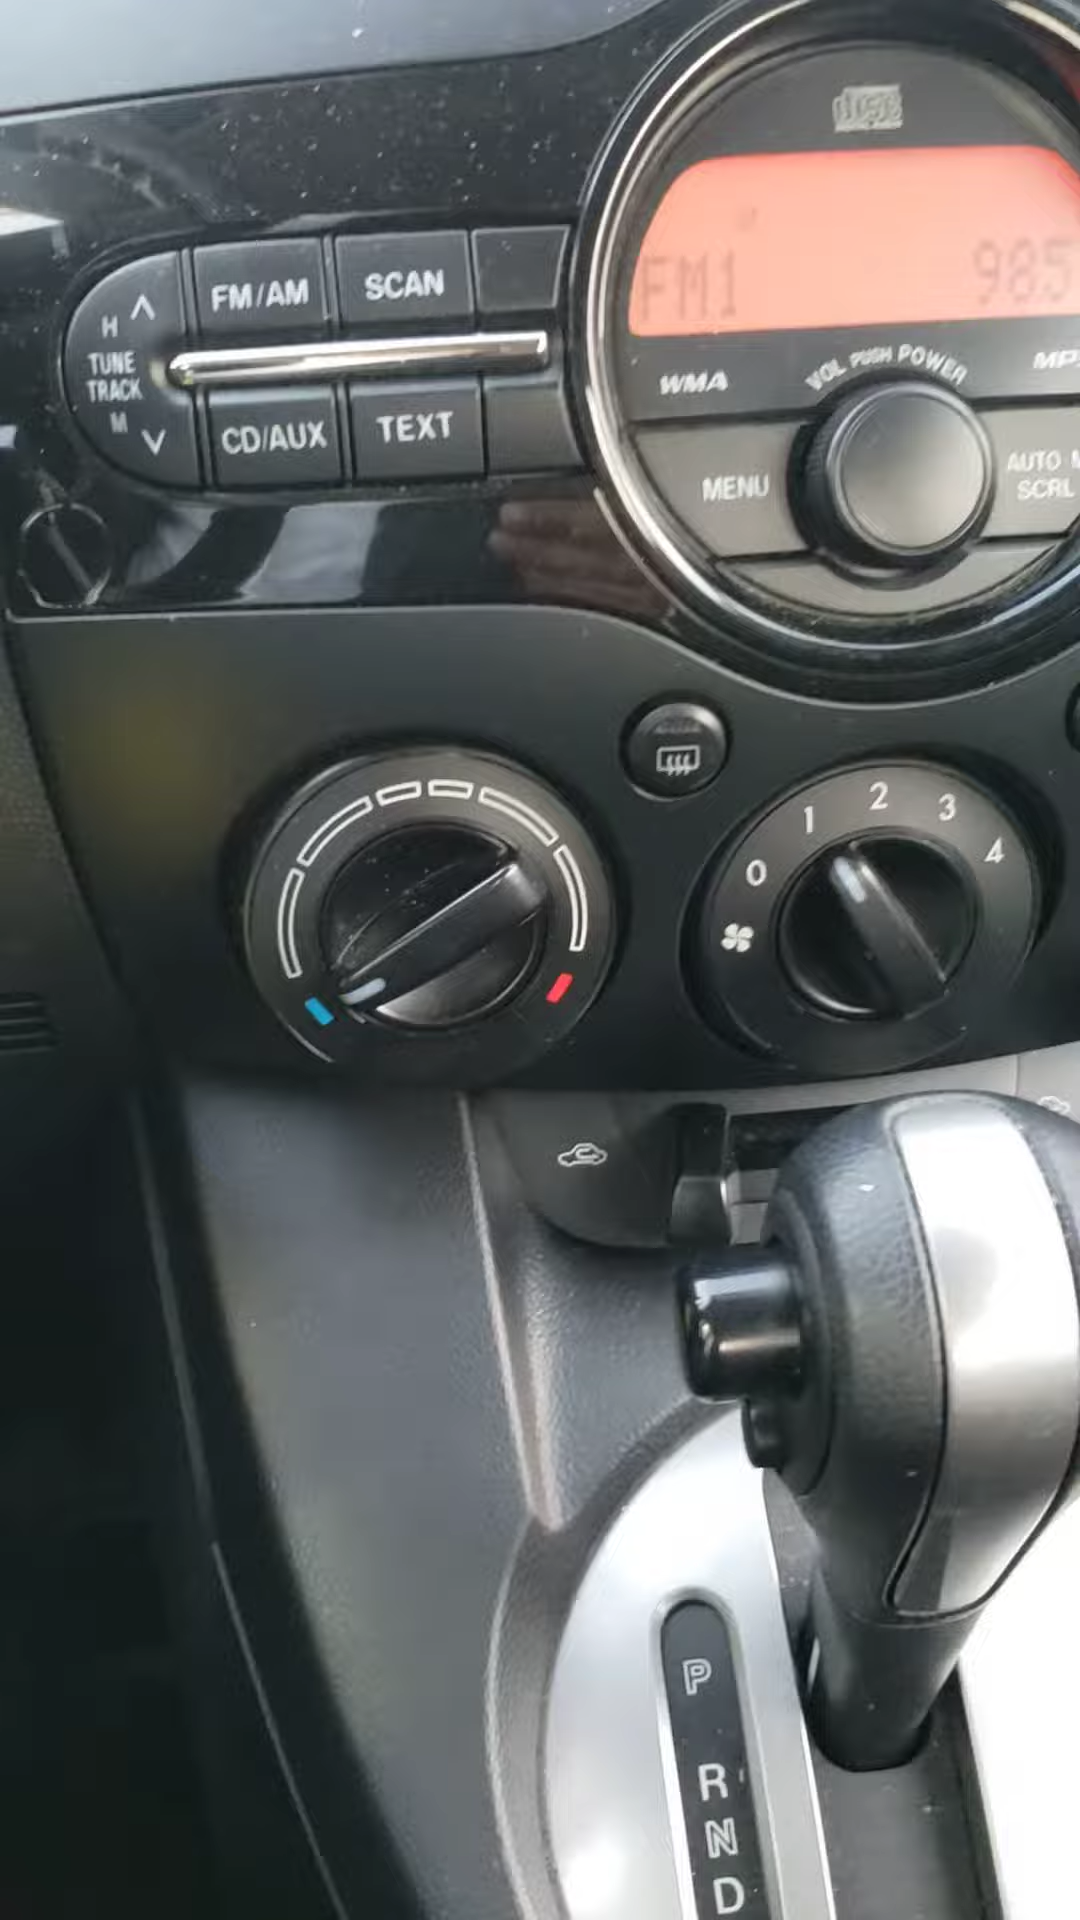 disc
FM/AM
SCAN
FM1
985
H
TUNE
TRACK
M
WMA
VOL PUSH POWER
CD/AUX
TEXT
MENU
AUTO
SCRL
0
1
2
3
4
P
R
N
D